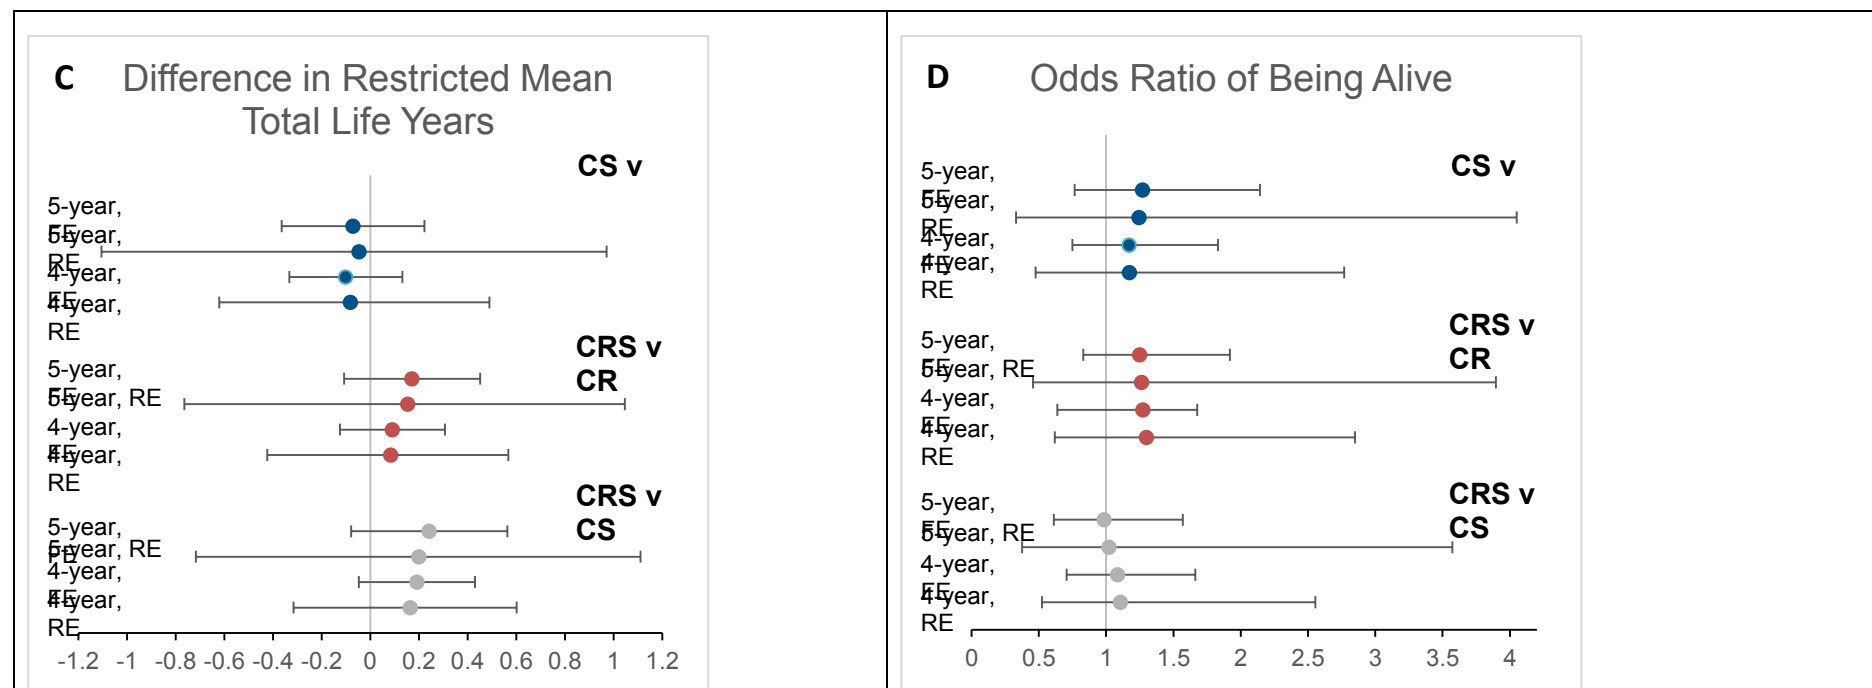 C
Difference in Restricted Mean
Total Life Years
CS v
5-year,
FE
5-year,
RE
4-year,
FE
4-year,
RE
CRS v
CR
5-year,
FE
5-year, RE
4-year,
FE
4-year,
RE
CRS v
CS
5-year,
FE
5-year, RE
4-year,
FE
4-year,
RE
-1.2 -1 -0.8 -0.6 -0.4 -0.2 0 0.2 0.4 0.6 0.8 1 1.2
D
Odds Ratio of Being Alive
CS v
5-year,
FE
5-year,
RE
4-year,
FE
4-year,
RE
CRS v
CR
5-year,
FE
5-year, RE
4-year,
FE
4-year,
RE
CRS v
CS
5-year,
FE
5-year, RE
4-year,
FE
4-year,
RE
0 0.5 1 1.5 2 2.5 3 3.5 4